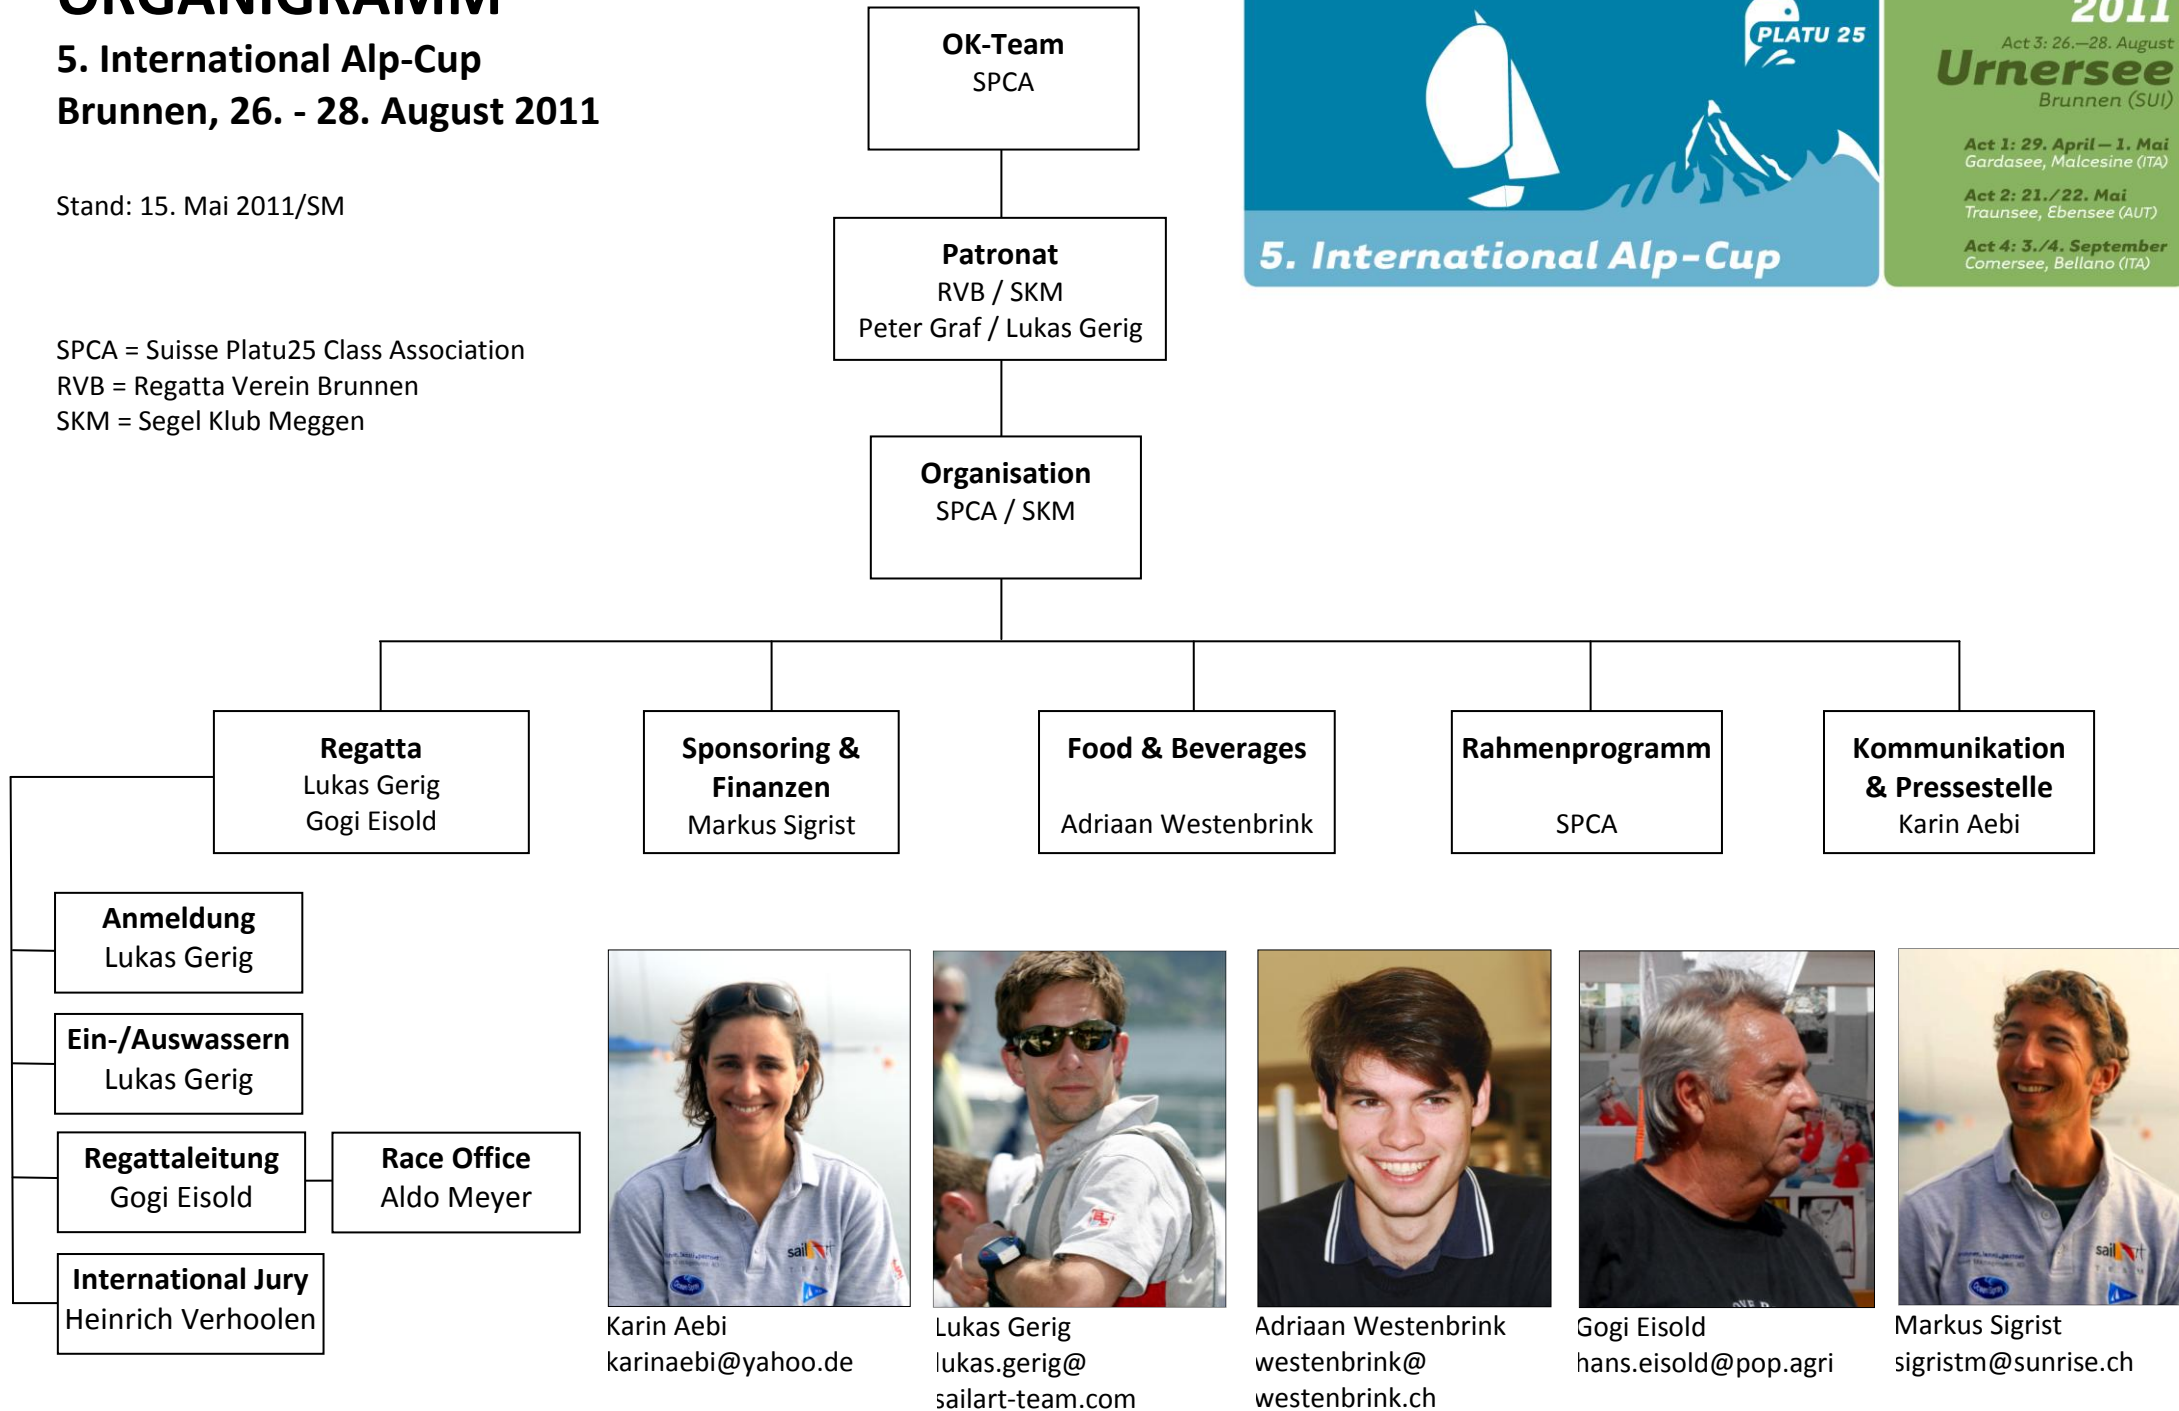 ORGANIGRAMM
5. International Alp-Cup
Brunnen, 26. - 28. August 2011
Stand: 15. Mai 2011/SM
SPCA = Suisse Platu25 Class Association
RVB = Regatta Verein Brunnen
SKM = Segel Klub Meggen
OK-Team
SPCA
Patronat
RVB / SKM
Peter Graf / Lukas Gerig
Organisation
SPCA / SKM
PLATU 25
5. International Alp-Cup
2011
Act 3: 26.—28. August
Urnersee
Brunnen (SUI)
Act 1: 29. April — 1. Mai
Gardasee, Malcesine (ITA)
Act 2: 21./22. Mai
Traunsee, Ebensee (AUT)
Act 4: 3./4. September
Comersee, Bellano (ITA)
Regatta
Lukas Gerig
Gogi Eisold
Sponsoring &
Finanzen
Markus Sigrist
Food & Beverages
Adriaan Westenbrink
Rahmenprogramm
SPCA
Kommunikation
& Pressestelle
Karin Aebi
Anmeldung
Lukas Gerig
Ein-/Auswassern
Lukas Gerig
Regattaleitung
Gogi Eisold
Race Office
Aldo Meyer
International Jury
Heinrich Verhoolen
sail
sail
Karin Aebi
karinaebi@yahoo.de
Lukas Gerig
lukas.gerig@
sailart-team.com
Adriaan Westenbrink
westenbrink@
westenbrink.ch
Gogi Eisold
hans.eisold@pop.agri
Markus Sigrist
sigristm@sunrise.ch